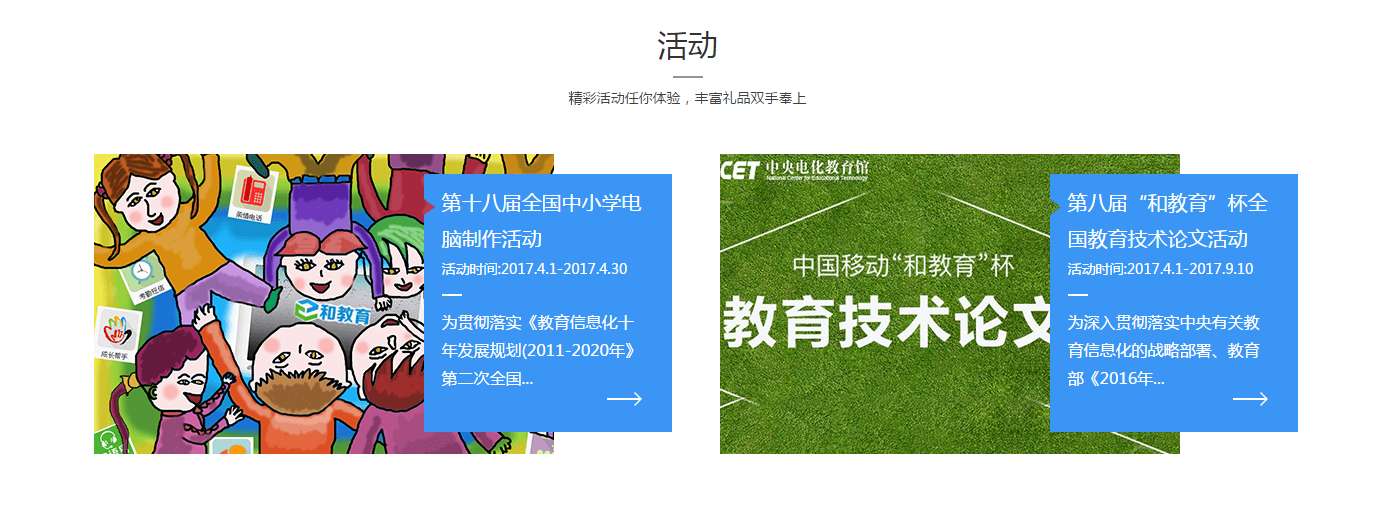 活动
精彩活动任你体验，丰富礼品双手奉上
亲情电话
考勤短信
和教育
成长帮手
第十八届全国中小学电
脑制作活动
活动时间:2017.4.1-2017.4.30
为贯彻落实《教育信息化十
年发展规划(2011-2020年》
第二次全国...
CET 中央电化教育馆
National Center for Educational Technology
中国移动“和教育”杯
教育技术论文
第八届“和教育”杯全
国教育技术论文活动
活动时间:2017.4.1-2017.9.10
为深入贯彻落实中央有关教
育信息化的战略部署、教育
部《2016年...